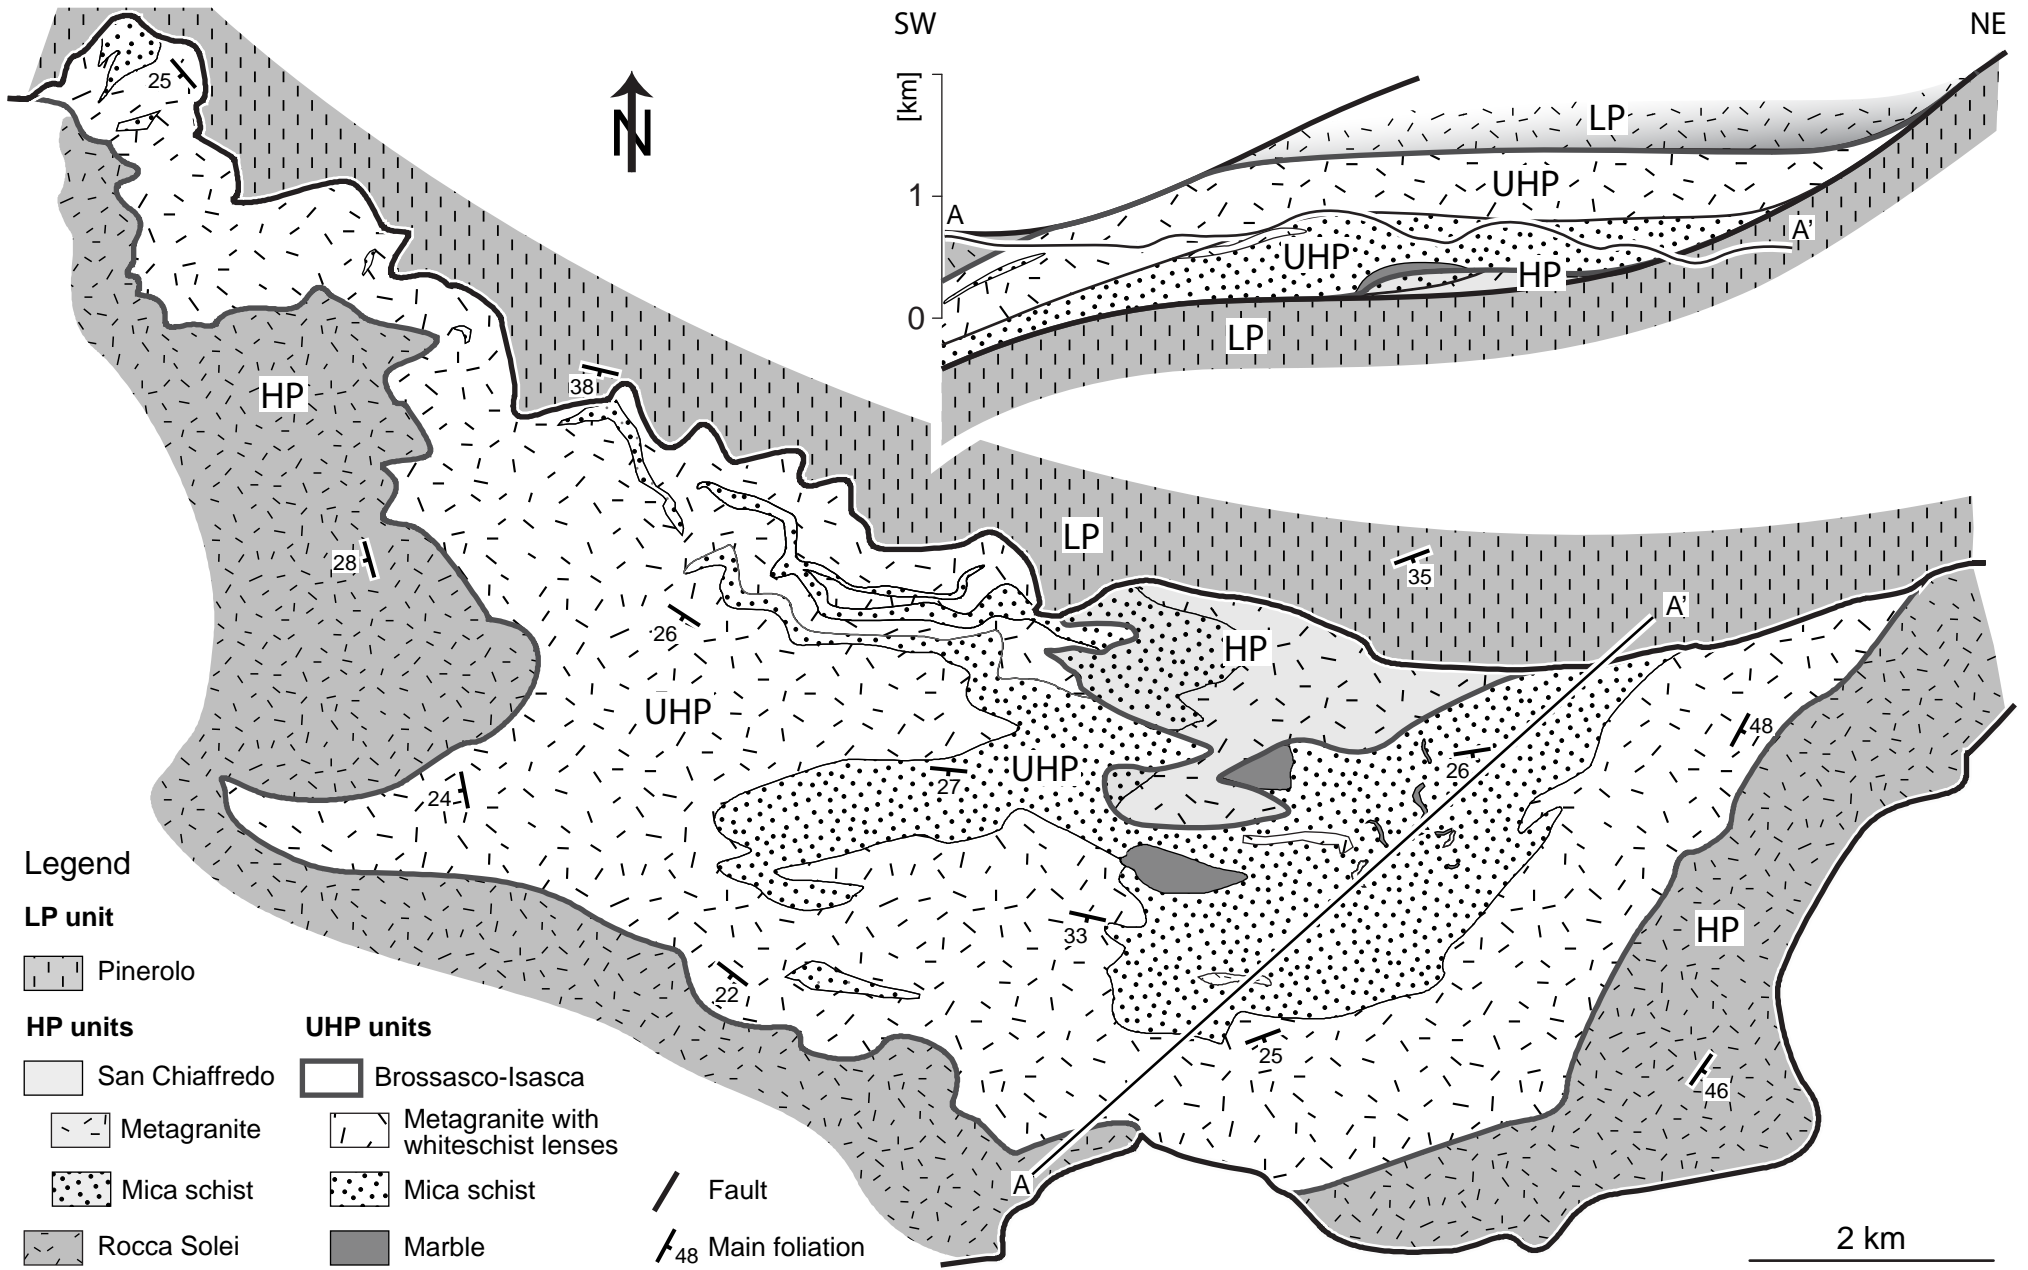 SW
NE
[km]
1
0
A
A'
LP
UHP
UHP
HP
LP
N
25
HP
38
28
26
LP
35
A'
HP
UHP
UHP
27
26
48
24
33
22
25
HP
46
A
Legend
LP unit
Pinerolo
HP units
San Chiaffredo
Metagranite
Mica schist
Rocca Solei
UHP units
Brossasco-Isasca
Metagranite with
whiteschist lenses
Mica schist
Marble
Fault
48 Main foliation
2 km